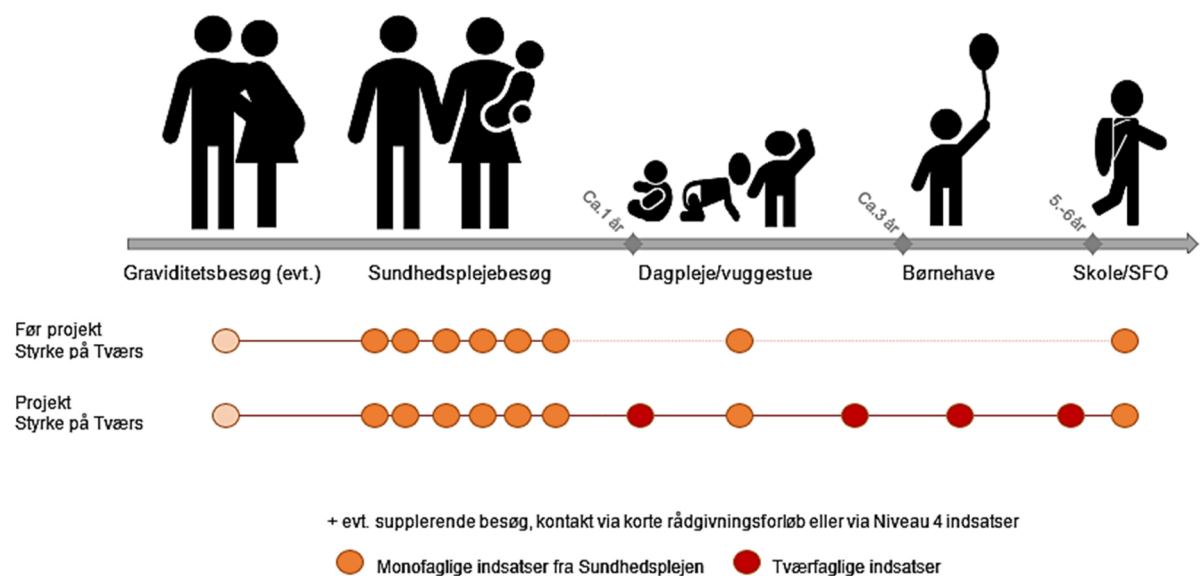 Ca.1 år
Ca.3 år
5.-6 år
Graviditetsbesøg (evt.)
Sundhedsplejebesøg
Dagpleje/vuggestue
Børnehave
Skole/SFO
Før projekt
Styrke på Tværs
Projekt
Styrke på Tværs
+ evt. supplerende besøg, kontakt via korte rådgivningsforløb eller via Niveau 4 indsatser
Monofaglige indsatser fra Sundhedsplejen
Tværfaglige indsatser